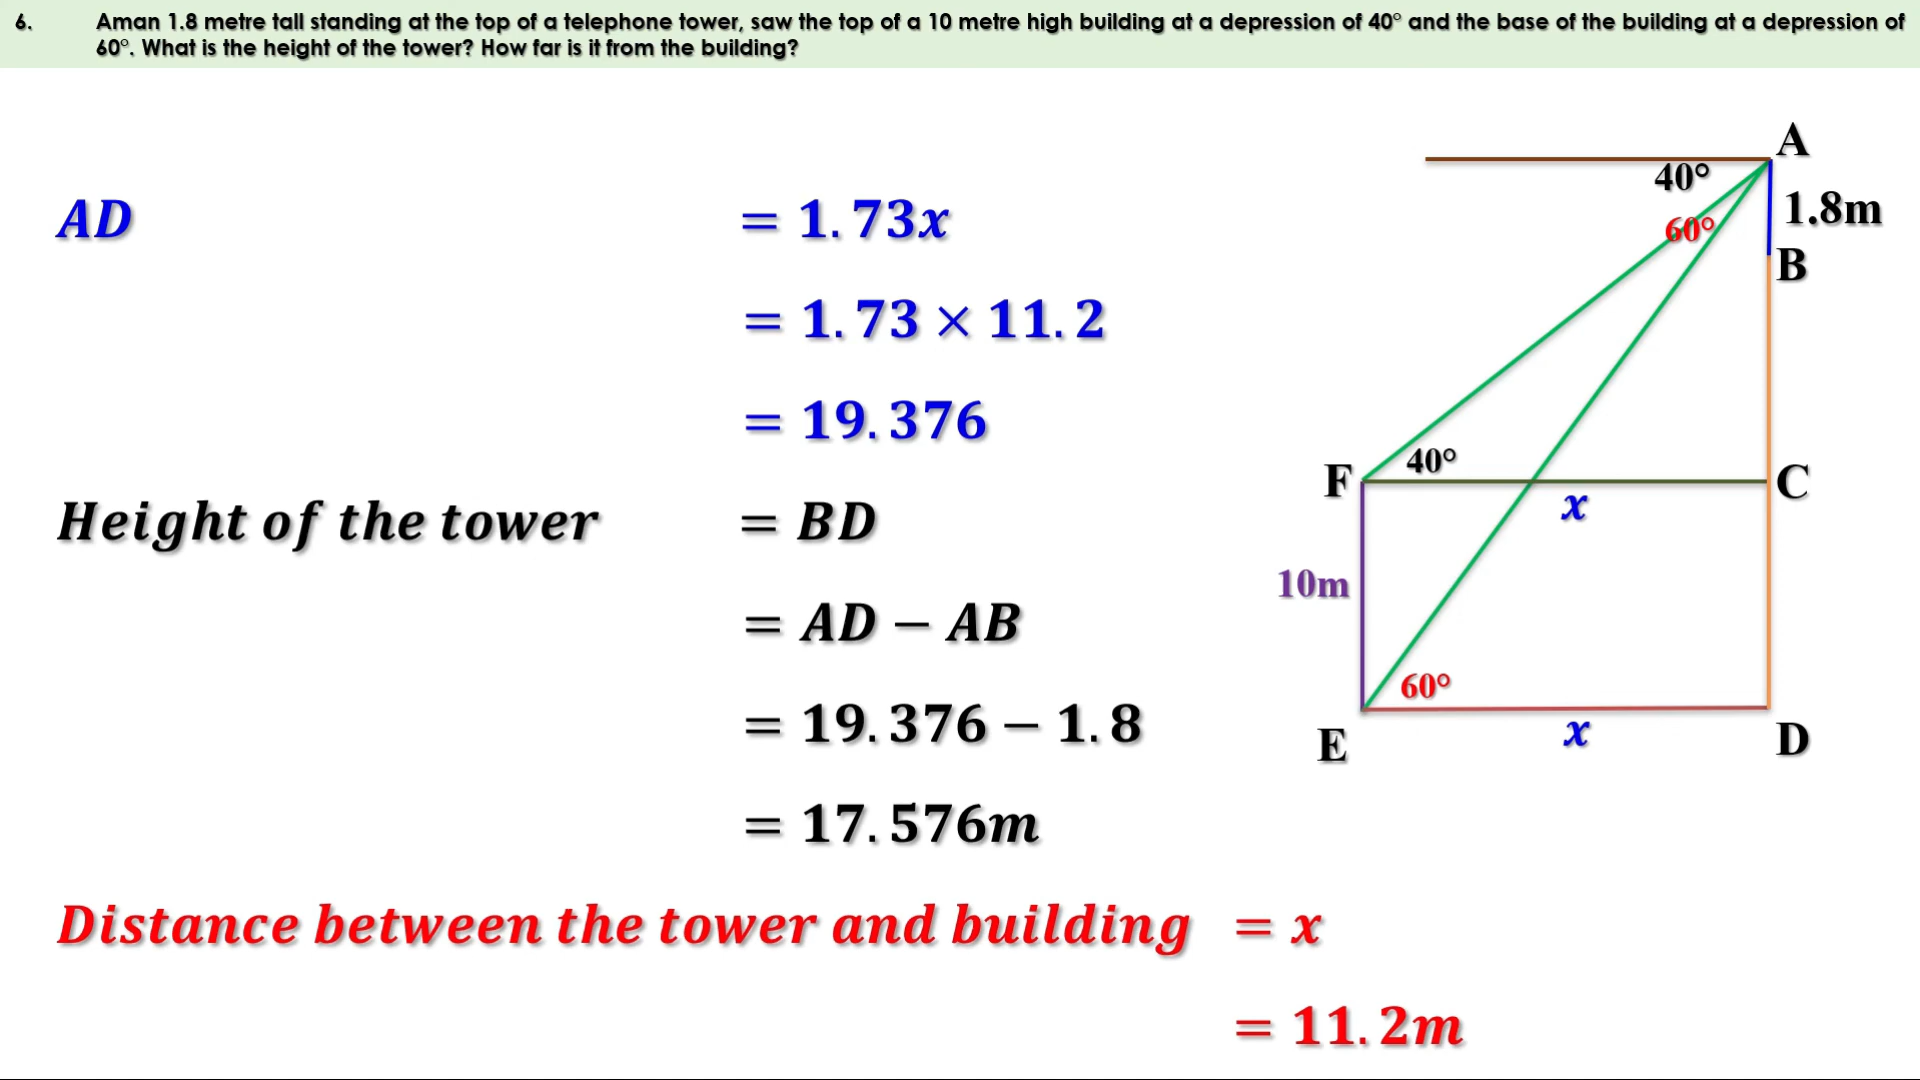 6. Aman 1.8 metre tall standing at the top of a telephone tower, saw the top of a 10 metre high building at a depression of 40° and the base of the building at a depression of
60°. What is the height of the tower? How far is it from the building?
AD = 1.73x
= 1.73 × 11.2
= 19.376
Height of the tower = BD
= AD − AB
= 19.376 − 1.8
= 17.576m
Distance between the tower and building = x
= 11.2m
A
40°
1.8m
60°
B
40°
F
C
x
10m
60°
E
x
D